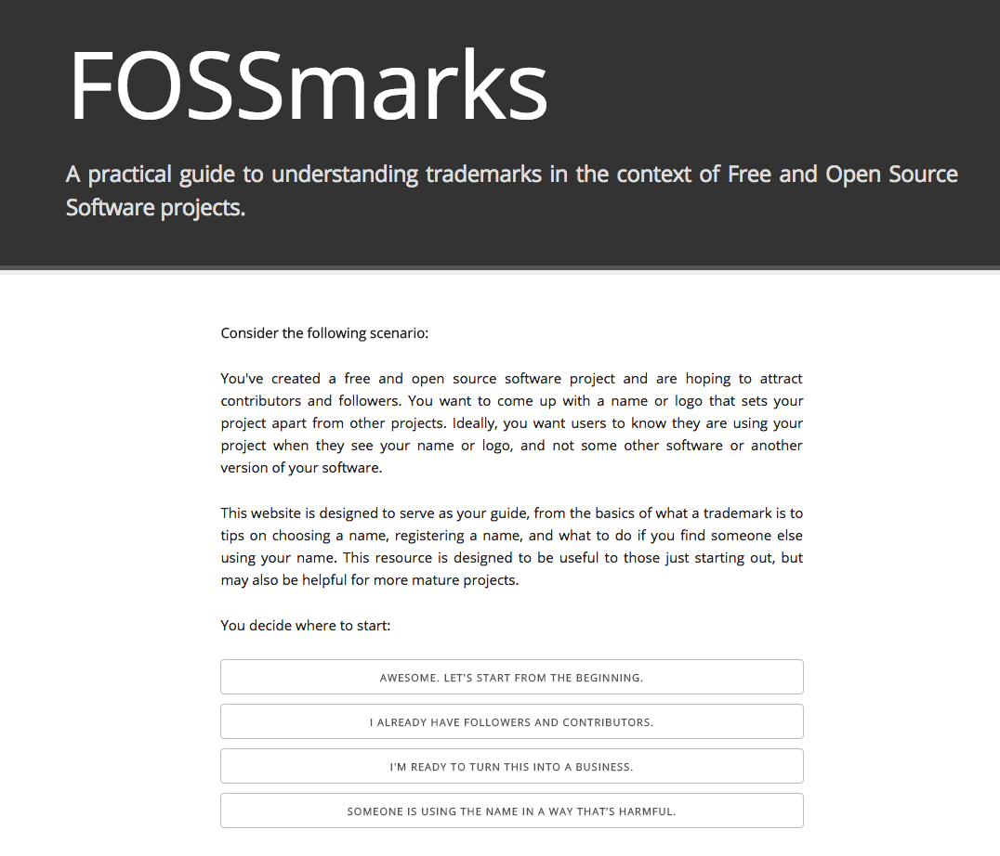 FOSSmarks
A practical guide to understanding trademarks in the context of Free and Open Source
Software projects.
Consider the following scenario:
You've created a free and open source software project and are hoping to attract
contributors and followers. You want to come up with a name or logo that sets your
project apart from other projects. Ideally, you want users to know they are using your
project when they see your name or logo, and not some other software or another
version of your software.
This website is designed to serve as your guide, from the basics of what a trademark is to
tips on choosing a name, registering a name, and what to do if you find someone else
using your name. This resource is designed to be useful to those just starting out, but
may also be helpful for more mature projects.
You decide where to start:
AWESOME. LET'S START FROM THE BEGINNING.
I ALREADY HAVE FOLLOWERS AND CONTRIBUTORS.
I'M READY TO TURN THIS INTO A BUSINESS.
SOMEONE IS USING THE NAME IN A WAY THAT’S HARMFUL.